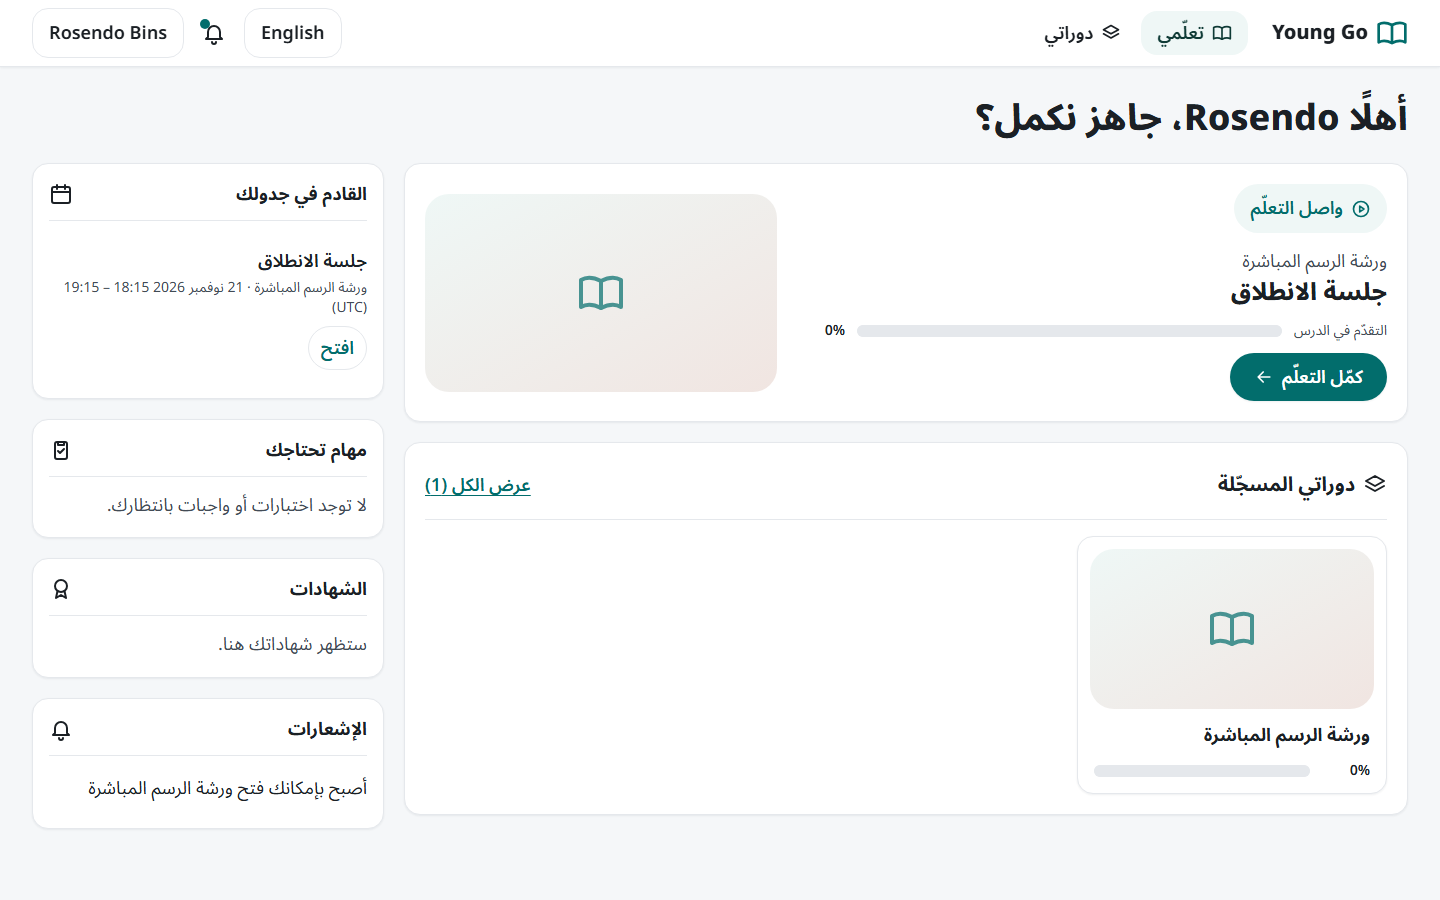 Young Go
تعلّمي
دوراتي
English
Rosendo Bins
أهلًا Rosendo، جاهز نكمل؟
واصل التعلّم
ورشة الرسم المباشرة
جلسة الانطلاق
التقدّم في الدرس
0%
كمّل التعلّم ←
دوراتي المسجّلة
عرض الكل (1)
ورشة الرسم المباشرة
0%
القادم في جدولك
جلسة الانطلاق
ورشة الرسم المباشرة · 21 نوفمبر 2026 18:15 – 19:15
(UTC)
افتح
مهام تحتاجك
لا توجد اختبارات أو واجبات بانتظارك.
الشهادات
ستظهر شهاداتك هنا.
الإشعارات
أصبح بإمكانك فتح ورشة الرسم المباشرة